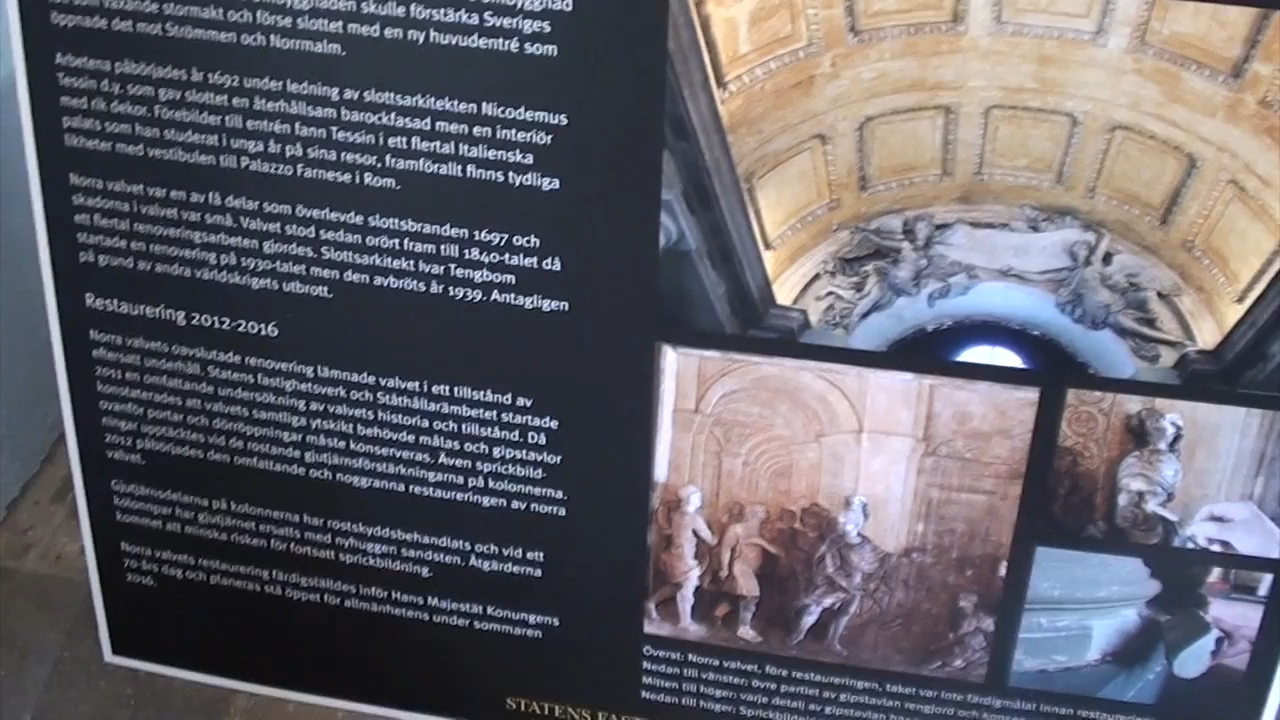 skulle förstärka Sveriges
stormakt och förse slottet med en ny huvudentré som
öppnade det mot Strömmen och Norrmalm.
Arbetena påbörjades år 1692 under ledning av slottsarkitekten Nicodemus
Tessin d.y. som gav slottet en återhållsam barockfasad men en interiör
med rik dekor. Förebilder till entrén fann Tessin i ett flertal Italienska
palats som han studerat i unga år på sina resor, framförallt finns tydliga
likheter med vestibulen till Palazzo Farnese i Rom.
Norra valvet var en av få delar som överlevde slottsbranden 1697 och
skadorna i valvet var små. Valvet stod sedan orört fram till 1840-talet då
ett flertal renoveringsarbeten gjordes. Slottsarkitekt Ivar Tengbom
startade en renovering på 1930-talet men den avbröts år 1939. Antagligen
på grund av andra världskrigets utbrott.
Restaurering 2012-2016
Norra valvets oavslutade renovering lämnade valvet i ett tillstånd av
eftersatt underhåll. Statens fastighetsverk och Ståthållarämbetet startade
2011 en omfattande undersökning av valvets historia och tillstånd. Då
konstaterades att valvets samtliga ytskikt behövde målas och gipstavlor
ovanför portar och dörröppningar måste konserveras. Även sprickbild-
ningar upptäcktes vid de rostande gjutjärnsförstärkningarna på kolonnerna.
2012 påbörjades den omfattande och noggranna restaureringen av norra
valvet.
Gjutjärnsdelarna på kolonnerna har rostskyddsbehandlats och vid ett
kolonnpar har gjutjärnet ersatts med nyhuggen sandsten. Åtgärderna
kommer att minska risken för fortsatt sprickbildning.
Norra valvets restaurering färdigställdes inför Hans Majestät Konungens
70-års dag och planeras stå öppet för allmänhetens under sommaren
2016.
Överst: Norra valvet, före restaureringen, taket var inte färdigmålat innan
Nedan till vänster: övre partiet av gipstavlan rengjord och
Mitten till höger: varje detalj av gipstavlan
Nedan till höger:
STATENS